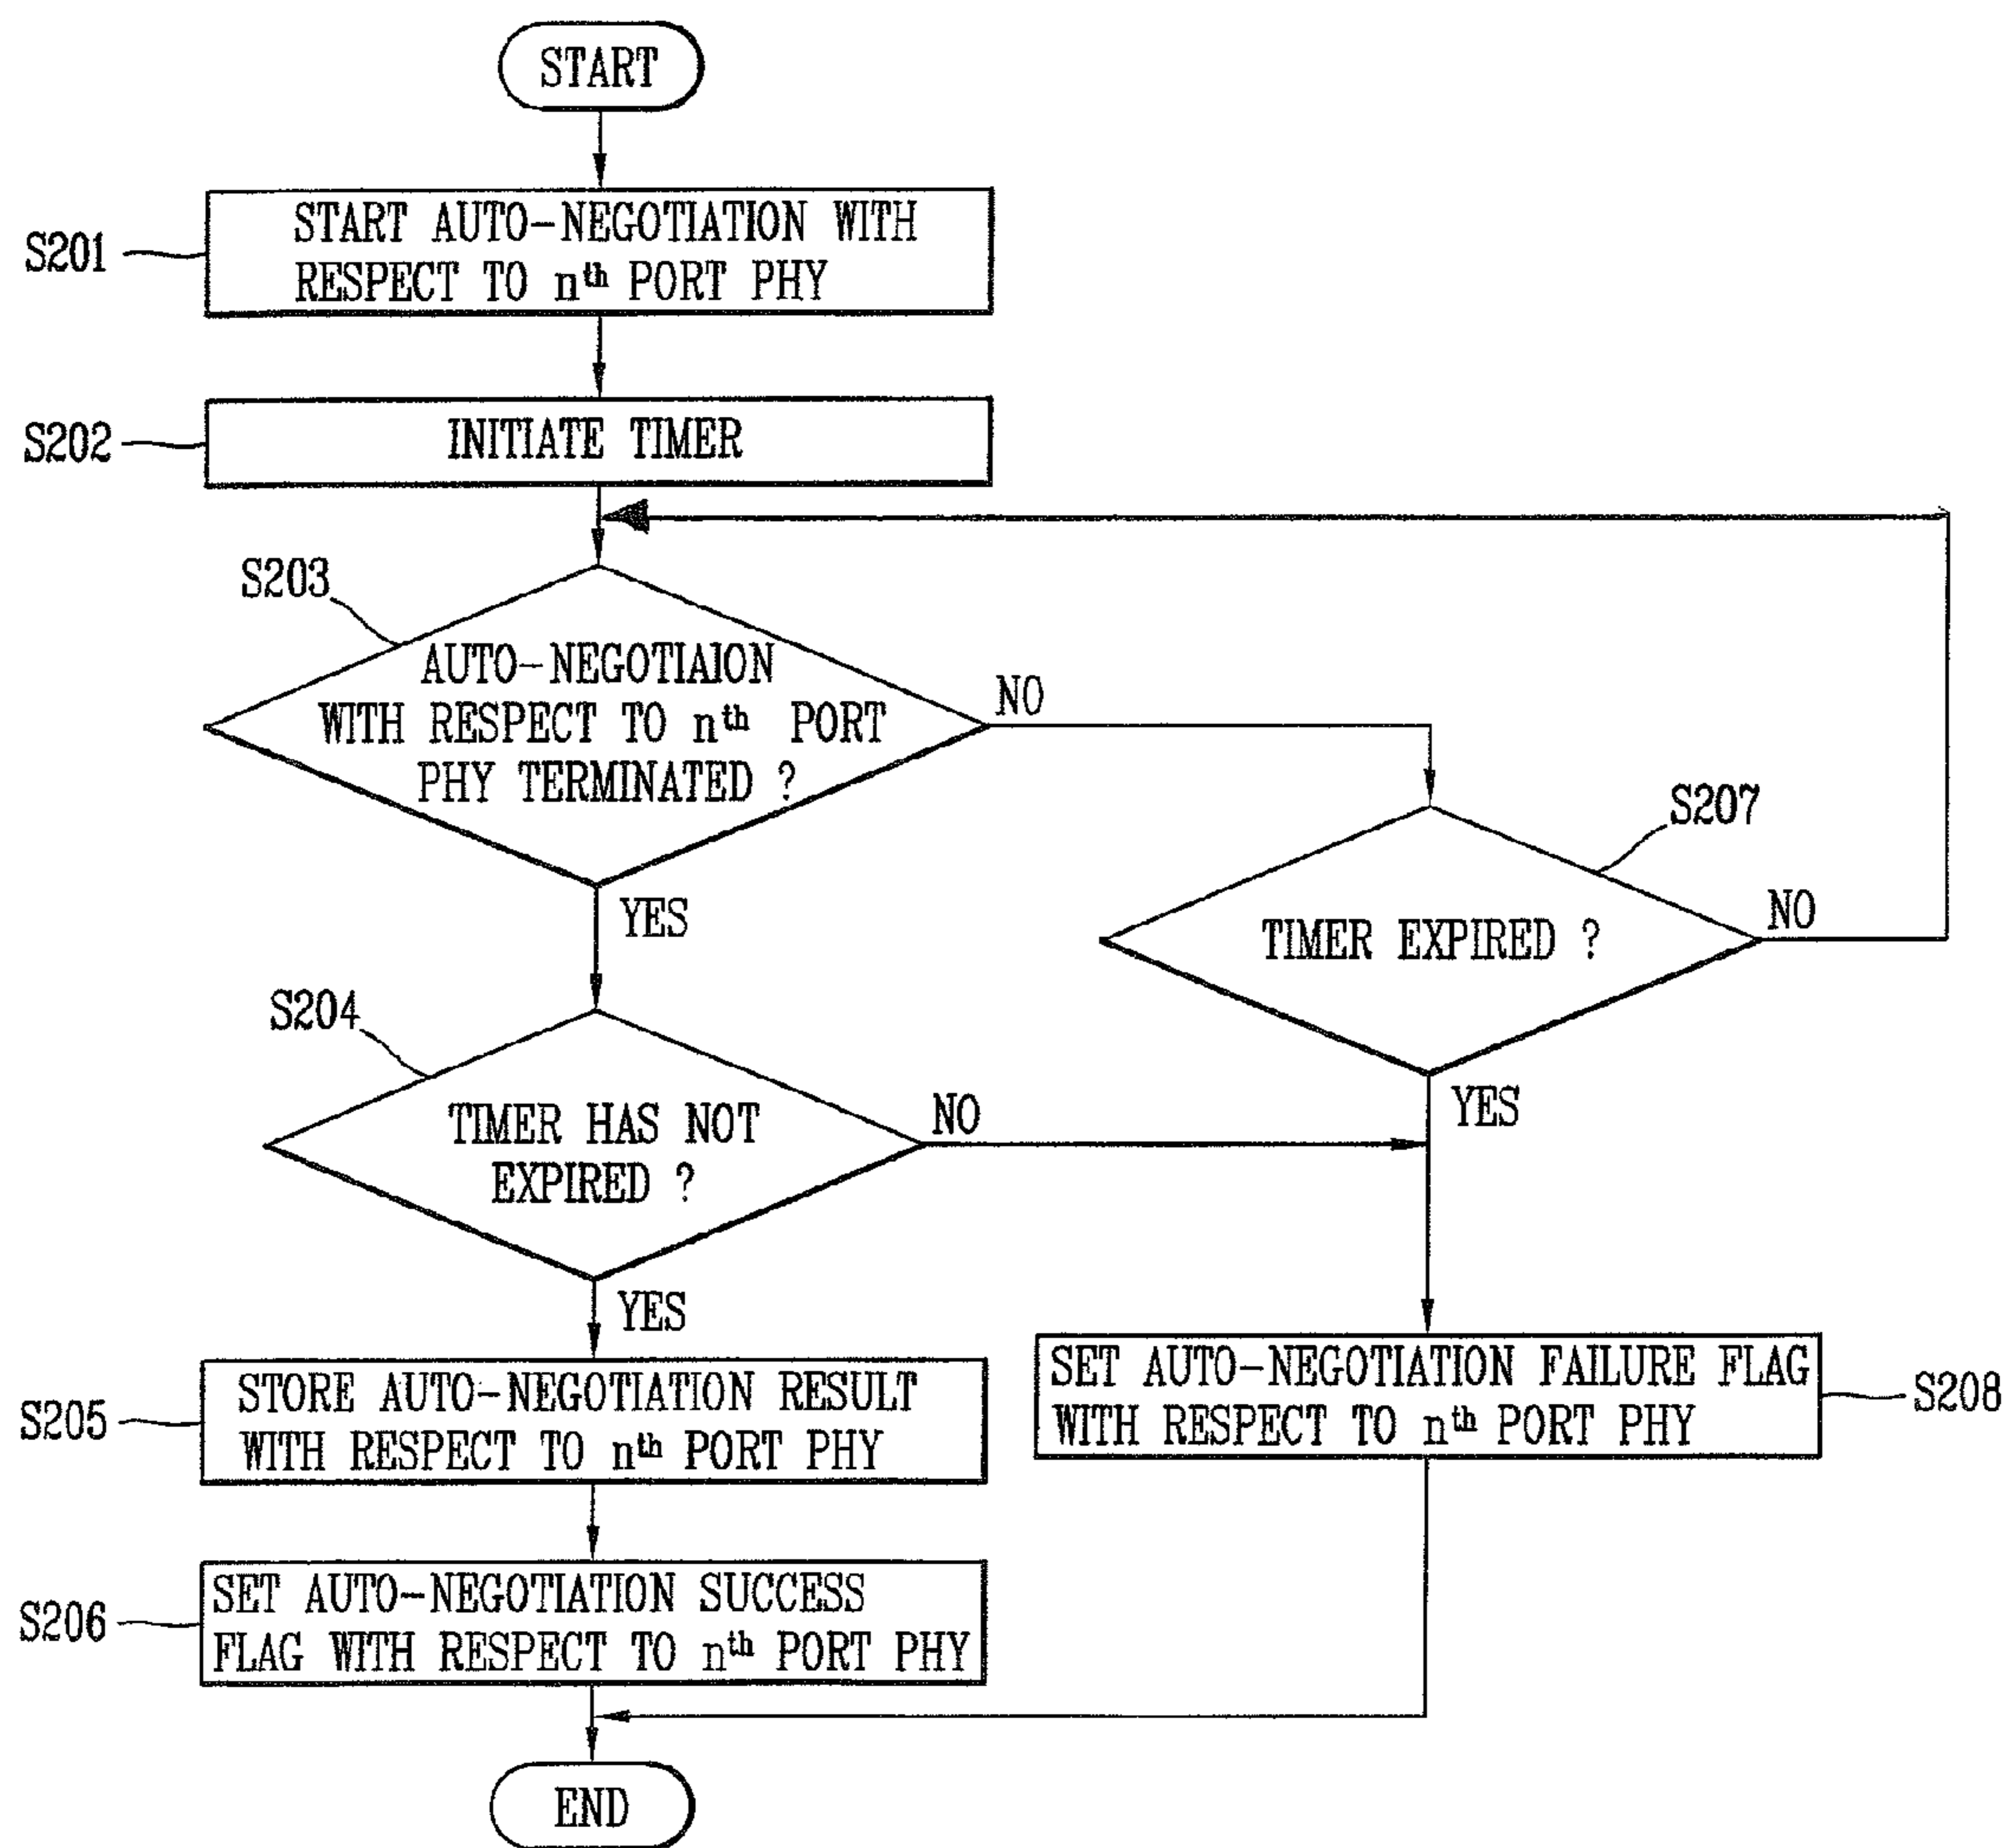 START
S201
START AUTO-NEGOTIATION WITH
RESPECT TO nth PORT PHY
S202
INITIATE TIMER
S203
AUTO-NEGOTIAION
WITH RESPECT TO nth PORT
PHY TERMINATED ?
NO
YES
S207
TIMER EXPIRED ?
NO
YES
S204
TIMER HAS NOT
EXPIRED ?
NO
YES
S205
STORE AUTO-NEGOTIATION RESULT
WITH RESPECT TO nth PORT PHY
SET AUTO-NEGOTIATION FAILURE FLAG
WITH RESPECT TO nth PORT PHY
S208
S206
SET AUTO-NEGOTIATION SUCCESS
FLAG WITH RESPECT TO nth PORT PHY
END